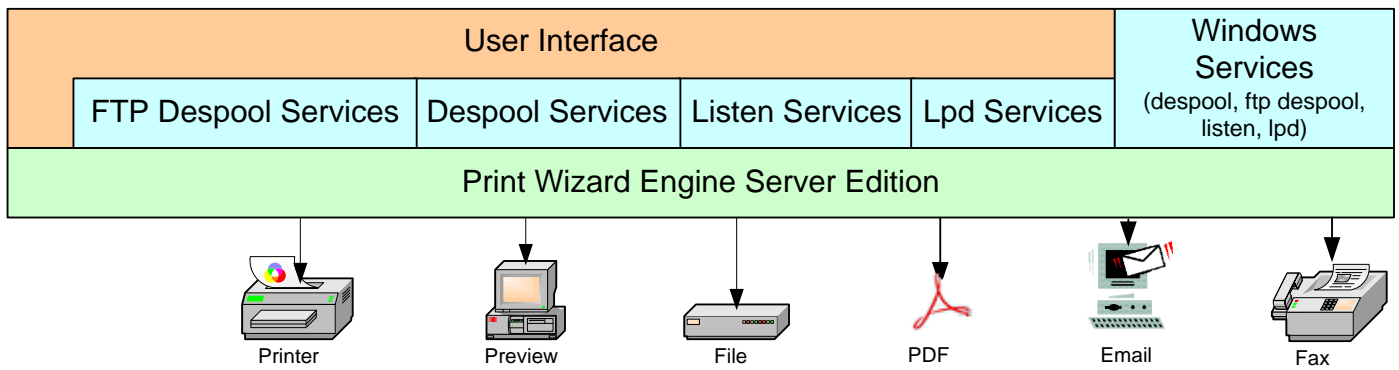 User Interface
Windows
Services
(despool, ftp despool,
listen, lpd)
FTP Despool Services
Despool Services
Listen Services
Lpd Services
Print Wizard Engine Server Edition
Printer
Preview
File
PDF
Email
Fax